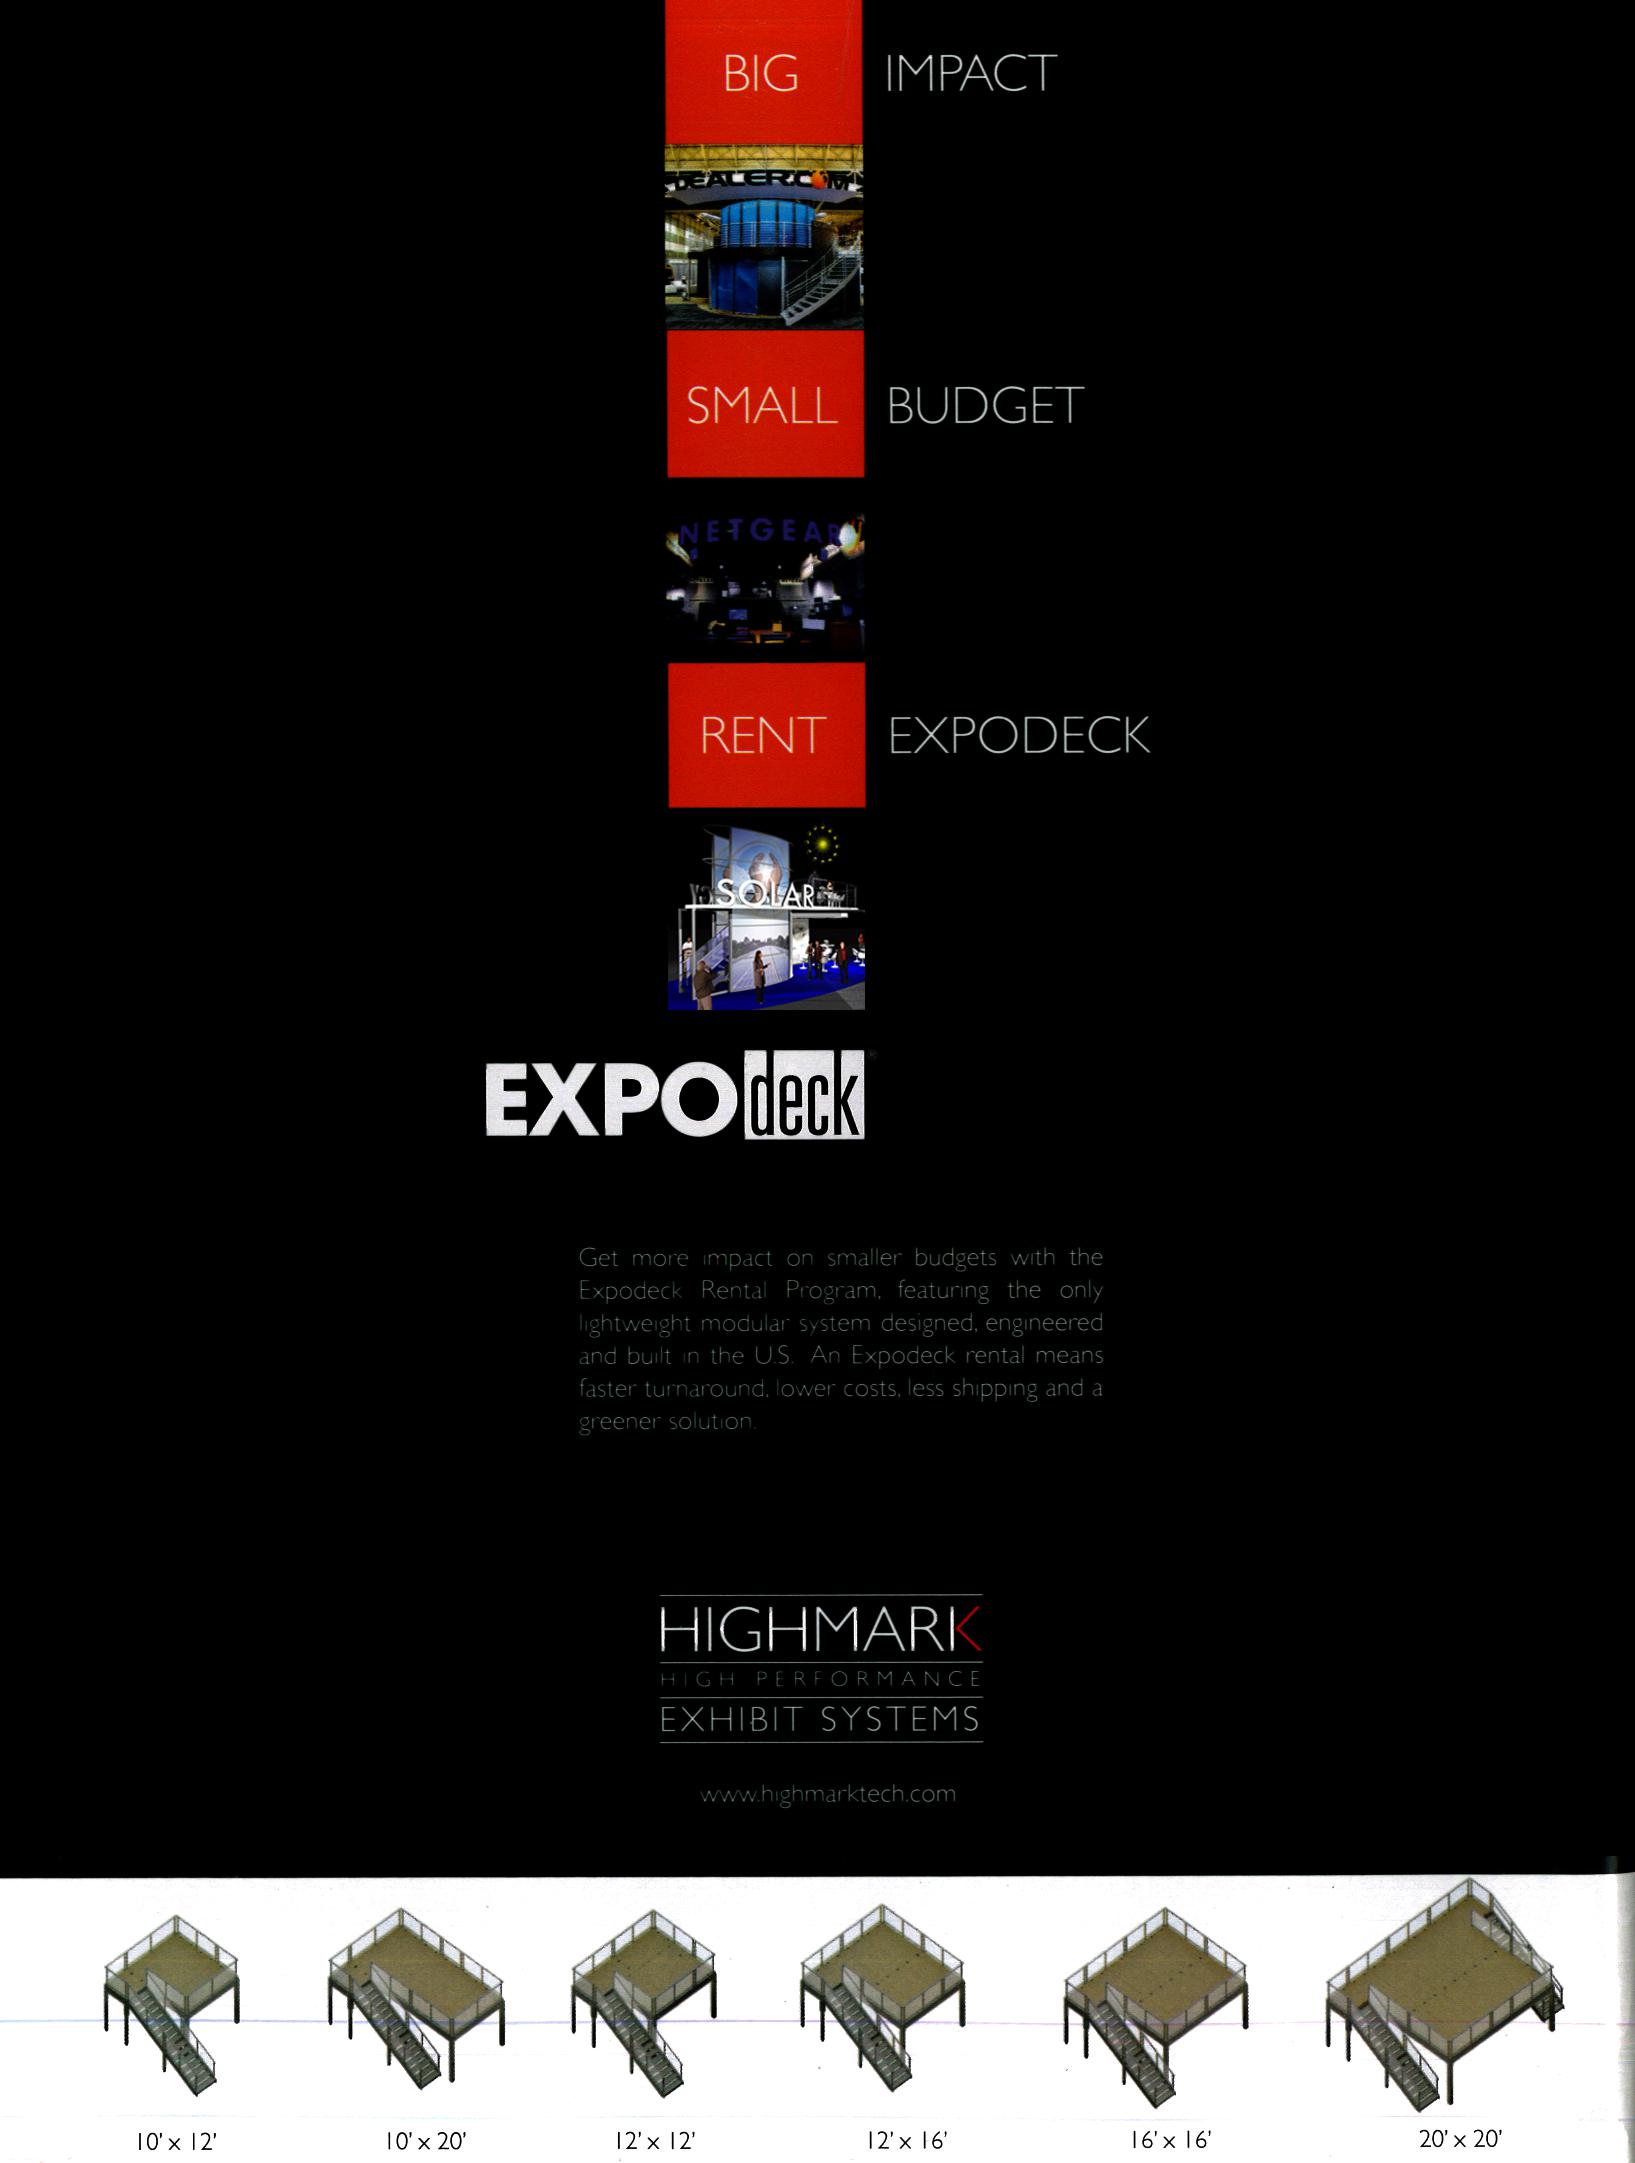 BIG IMPACT
DEALER.COM
SMALL BUDGET
NETGEAR
RENT EXPODECK
SOLAR
EXPOdeck®
Get more impact on smaller budgets with the
Expodeck Rental Program, featuring the only
lightweight modular system designed, engineered
and built in the U.S. An Expodeck rental means
faster turnaround, lower costs, less shipping and a
greener solution.
HIGHMARK
HIGH PERFORMANCE
EXHIBIT SYSTEMS
www.highmarktech.com
10' x 12' 10' x 20' 12' x 12' 12' x 16' 16' x 16' 20' x 20'